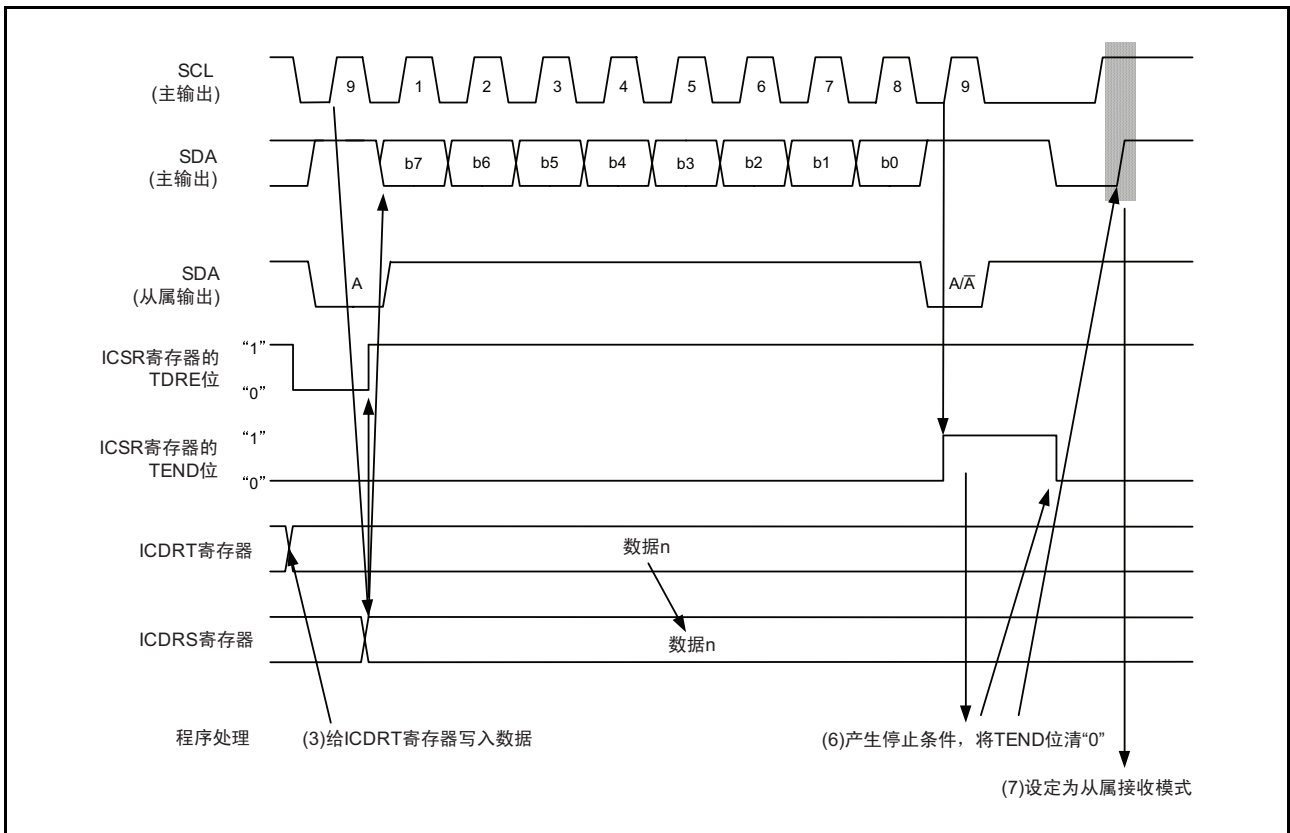 SCL
(主输出)
9 1 2 3 4 5 6 7 8 9
SDA
(主输出)
b7 b6 b5 b4 b3 b2 b1 b0
SDA
(从属输出)
A A/A̅
ICSR寄存器的
TDRE位
“1”
“0”
ICSR寄存器的
TEND位
“1”
“0”
ICDRT寄存器
数据n
ICDRS寄存器
数据n
程序处理
(3)给ICDRT寄存器写入数据
(6)产生停止条件，将TEND位清“0”
(7)设定为从属接收模式